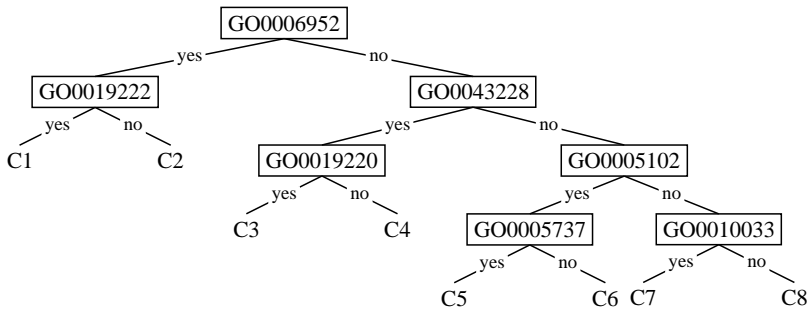 GO0006952
yes no
GO0019222 GO0043228
yes no yes no
C1 C2 GO0019220 GO0005102
yes no yes no
C3 C4 GO0005737 GO0010033
yes no yes no
C5 C6 C7 C8